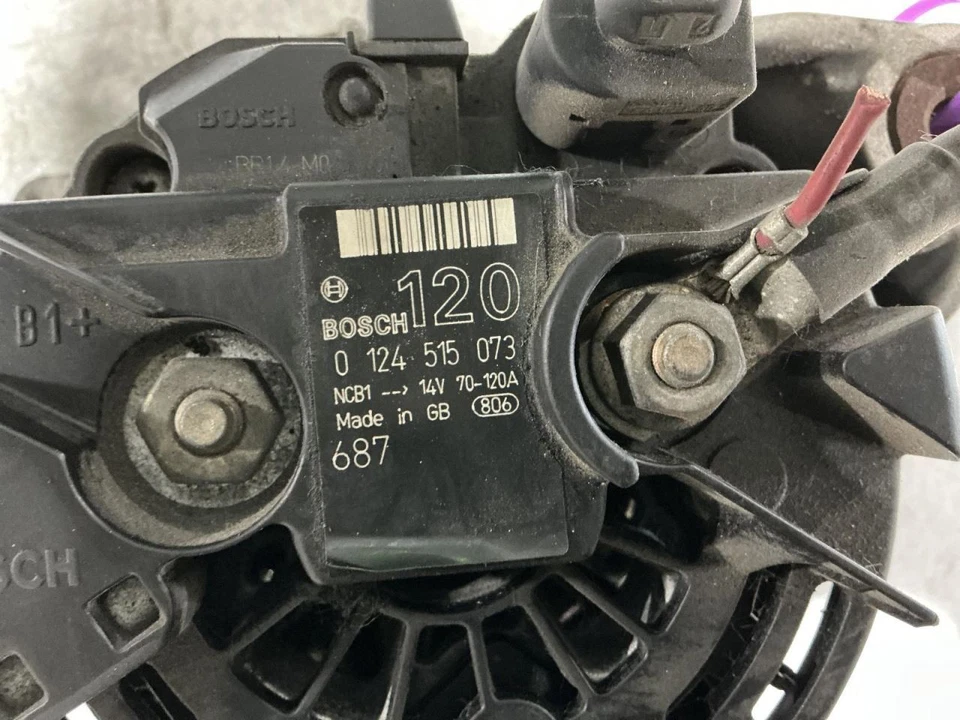 BOSCH
BOSCH 120
0 124 515 073
NCB1 --> 14V 70-120A
Made in GB 806
687
B1+
SCH